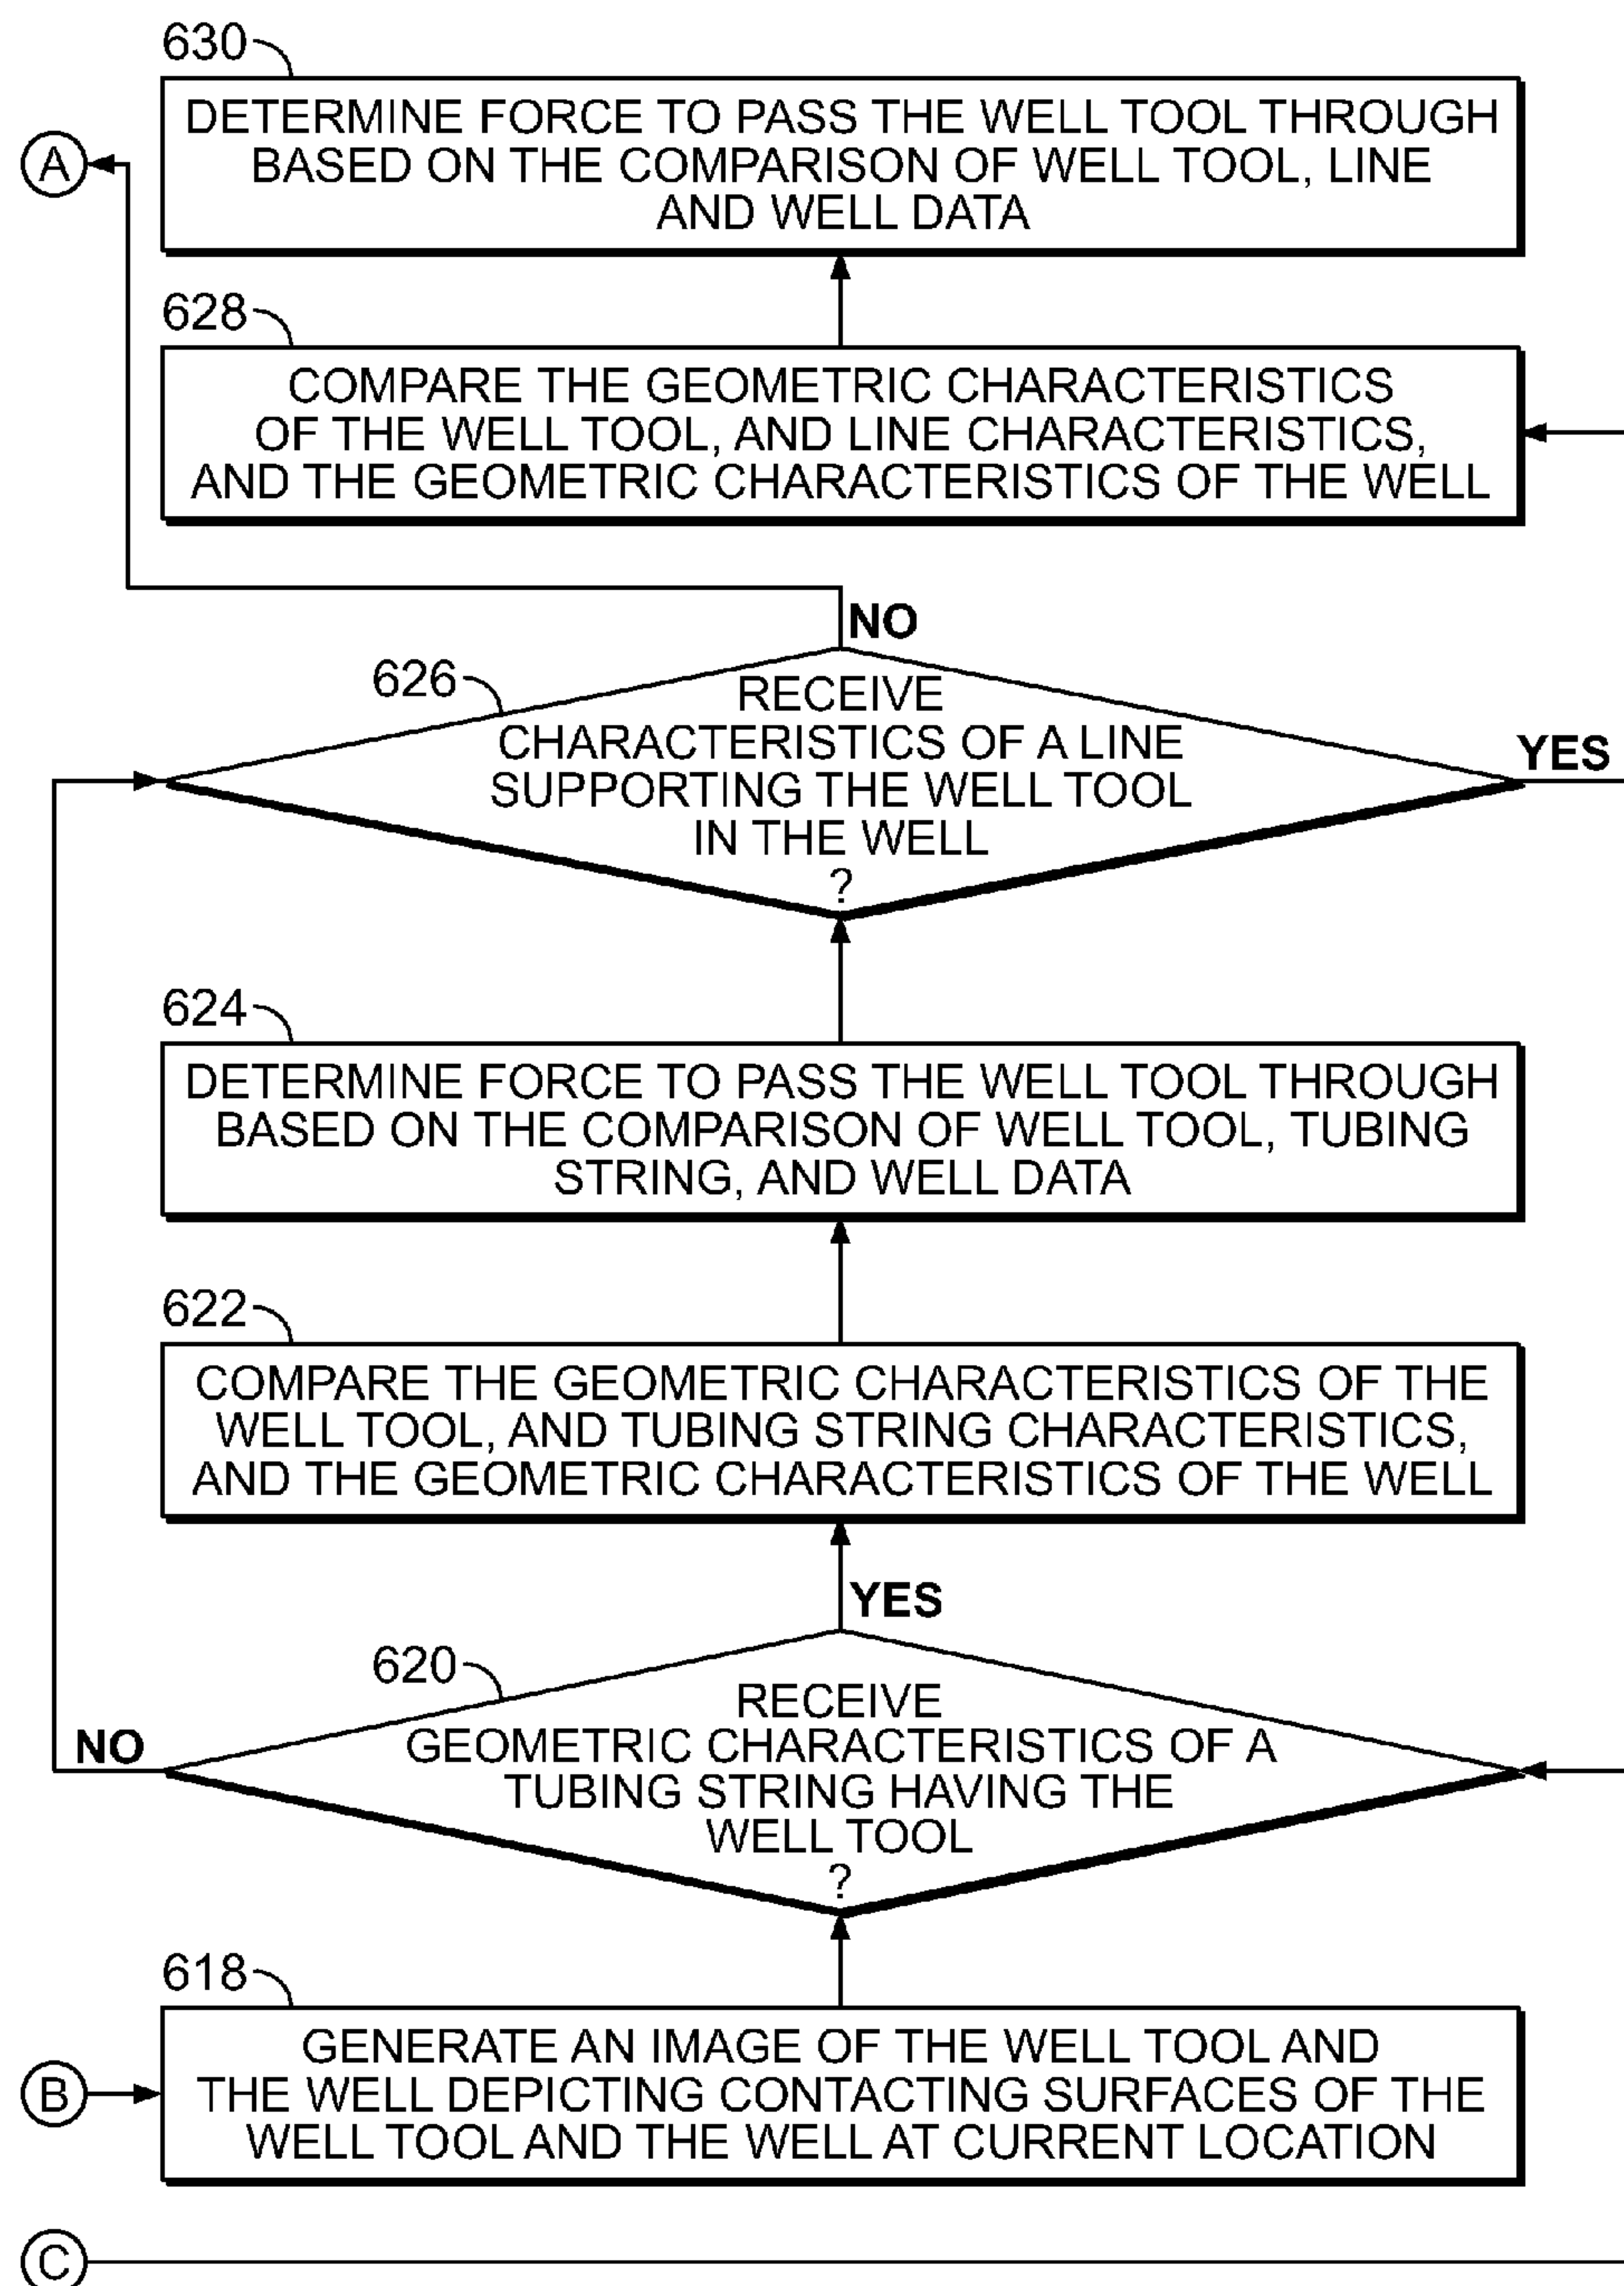 630
DETERMINE FORCE TO PASS THE WELL TOOL THROUGH
BASED ON THE COMPARISON OF WELL TOOL, LINE
AND WELL DATA
A
628
COMPARE THE GEOMETRIC CHARACTERISTICS
OF THE WELL TOOL, AND LINE CHARACTERISTICS,
AND THE GEOMETRIC CHARACTERISTICS OF THE WELL
NO
626
RECEIVE
CHARACTERISTICS OF A LINE
SUPPORTING THE WELL TOOL
IN THE WELL
?
YES
624
DETERMINE FORCE TO PASS THE WELL TOOL THROUGH
BASED ON THE COMPARISON OF WELL TOOL, TUBING
STRING, AND WELL DATA
622
COMPARE THE GEOMETRIC CHARACTERISTICS OF THE
WELL TOOL, AND TUBING STRING CHARACTERISTICS,
AND THE GEOMETRIC CHARACTERISTICS OF THE WELL
YES
620
RECEIVE
GEOMETRIC CHARACTERISTICS OF A
TUBING STRING HAVING THE
WELL TOOL
?
NO
618
GENERATE AN IMAGE OF THE WELL TOOL AND
THE WELL DEPICTING CONTACTING SURFACES OF THE
WELL TOOL AND THE WELL AT CURRENT LOCATION
B
C